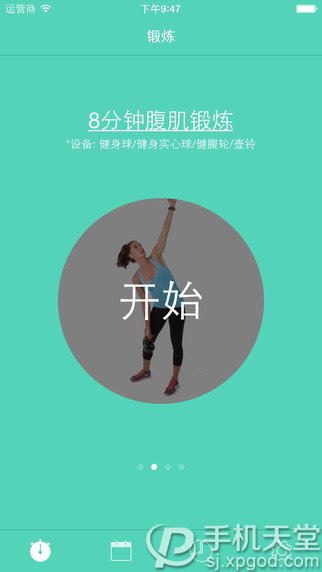 运营商 下午9:47
锻炼
8分钟腹肌锻炼
*设备: 健身球/健身实心球/健腹轮/壶铃
开始
手机天堂
sj.xpgod.com